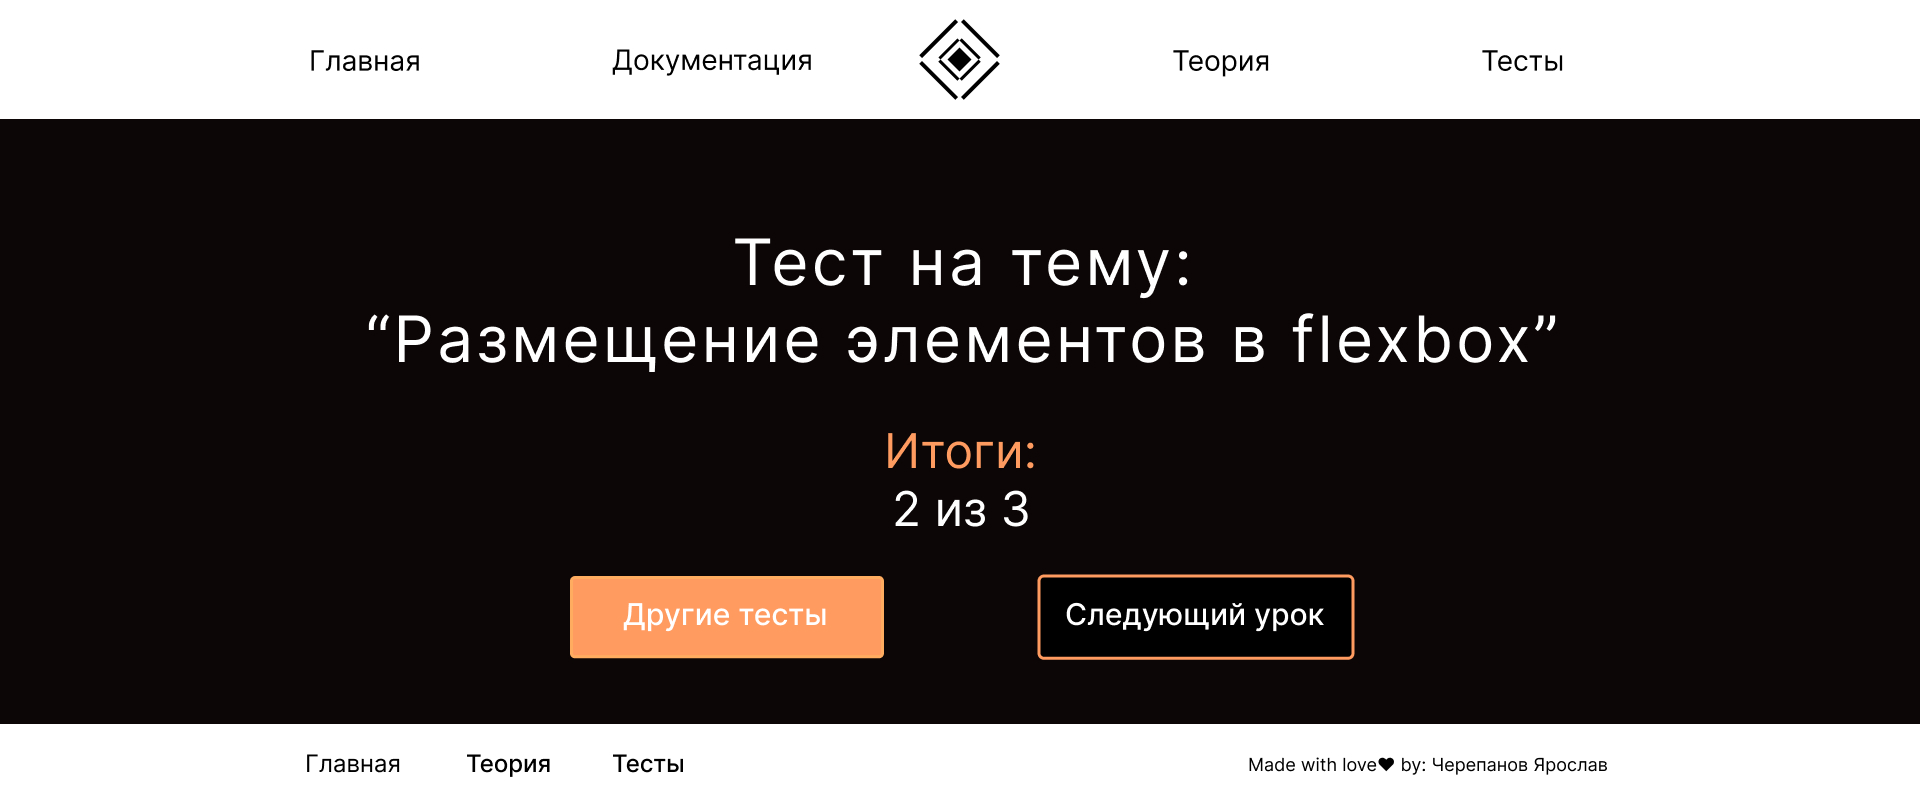 Главная
Документация
Теория
Тесты
Тест на тему:
“Размещение элементов в flexbox”
Итоги:
2 из 3
Другие тесты
Следующий урок
Главная
Теория
Тесты
Made with love♥ by: Черепанов Ярослав